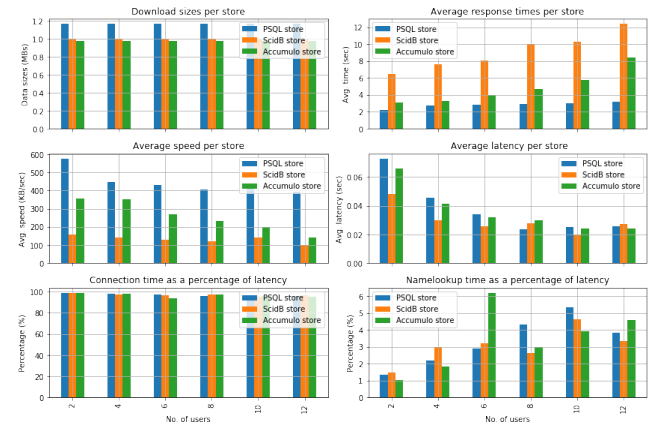 Download sizes per store
Data sizes (MBs)
1.2
1.0
0.8
0.6
0.4
0.2
0.0
PSQL store
ScidB store
Accumulo store
Average response times per store
Avg. time (sec)
12
10
8
6
4
2
0
PSQL store
ScidB store
Accumulo store
Average speed per store
Avg. speed (KB/sec)
600
500
400
300
200
100
0
PSQL store
ScidB store
Accumulo store
Average latency per store
Avg. latency (sec)
0.06
0.04
0.02
0.00
PSQL store
ScidB store
Accumulo store
Connection time as a percentage of latency
Percentage (%)
100
80
60
40
20
0
PSQL store
ScidB store
Accumulo store
2 4 6 8 10 12
No. of users
Namelookup time as a percentage of latency
Percentage (%)
6
5
4
3
2
1
0
PSQL store
ScidB store
Accumulo store
2 4 6 8 10 12
No. of users